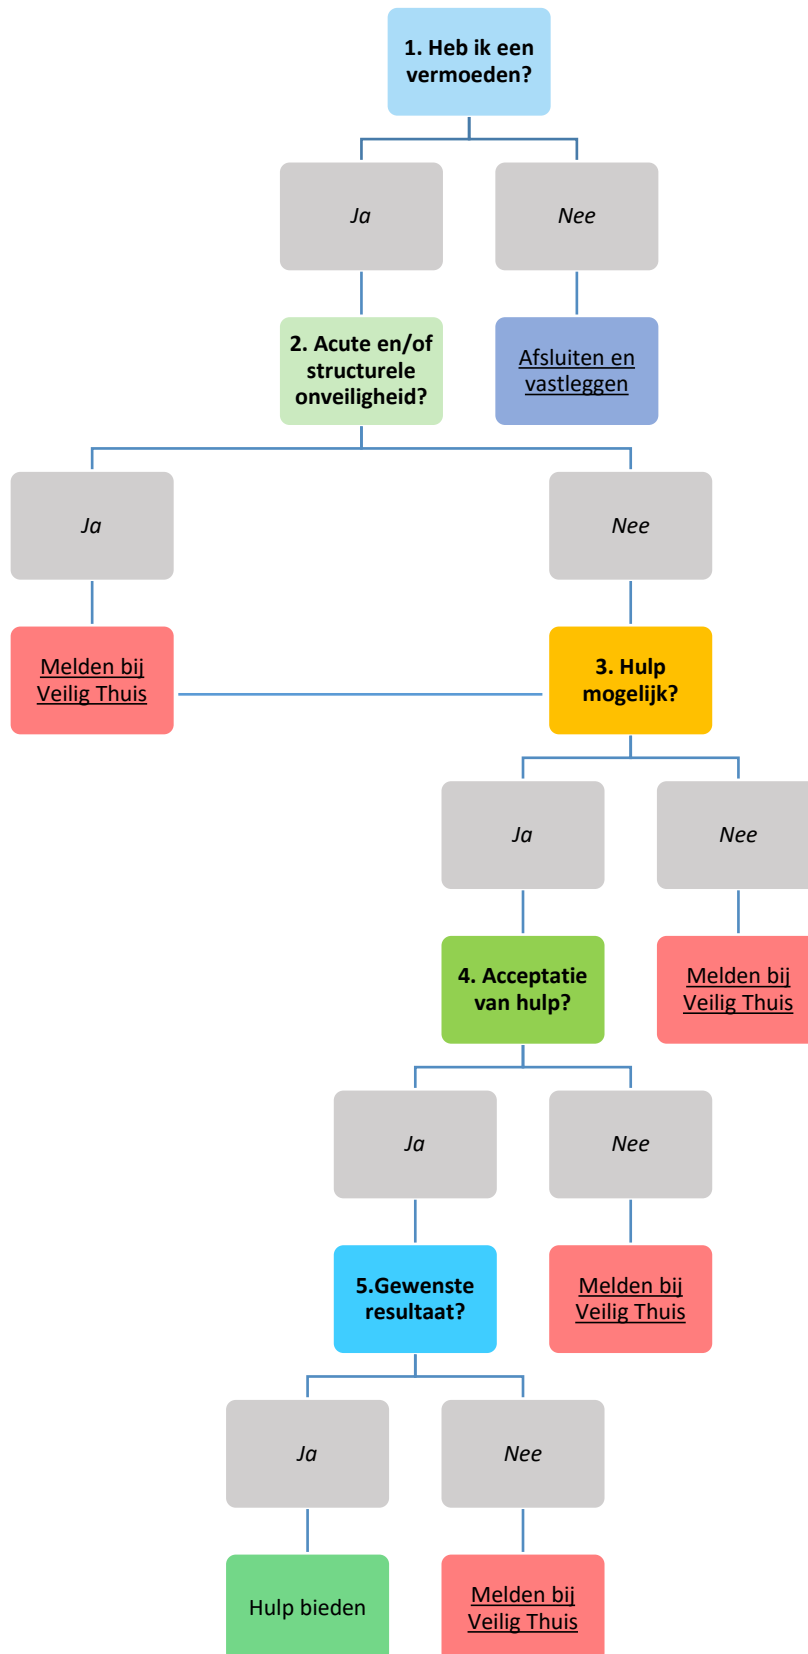 1. Heb ik een
vermoeden?
Ja
Nee
2. Acute en/of
structurele
onveiligheid?
Afsluiten en
vastleggen
Ja
Nee
Melden bij
Veilig Thuis
3. Hulp
mogelijk?
Ja
Nee
4. Acceptatie
van hulp?
Melden bij
Veilig Thuis
Ja
Nee
5.Gewenste
resultaat?
Melden bij
Veilig Thuis
Ja
Nee
Hulp bieden
Melden bij
Veilig Thuis